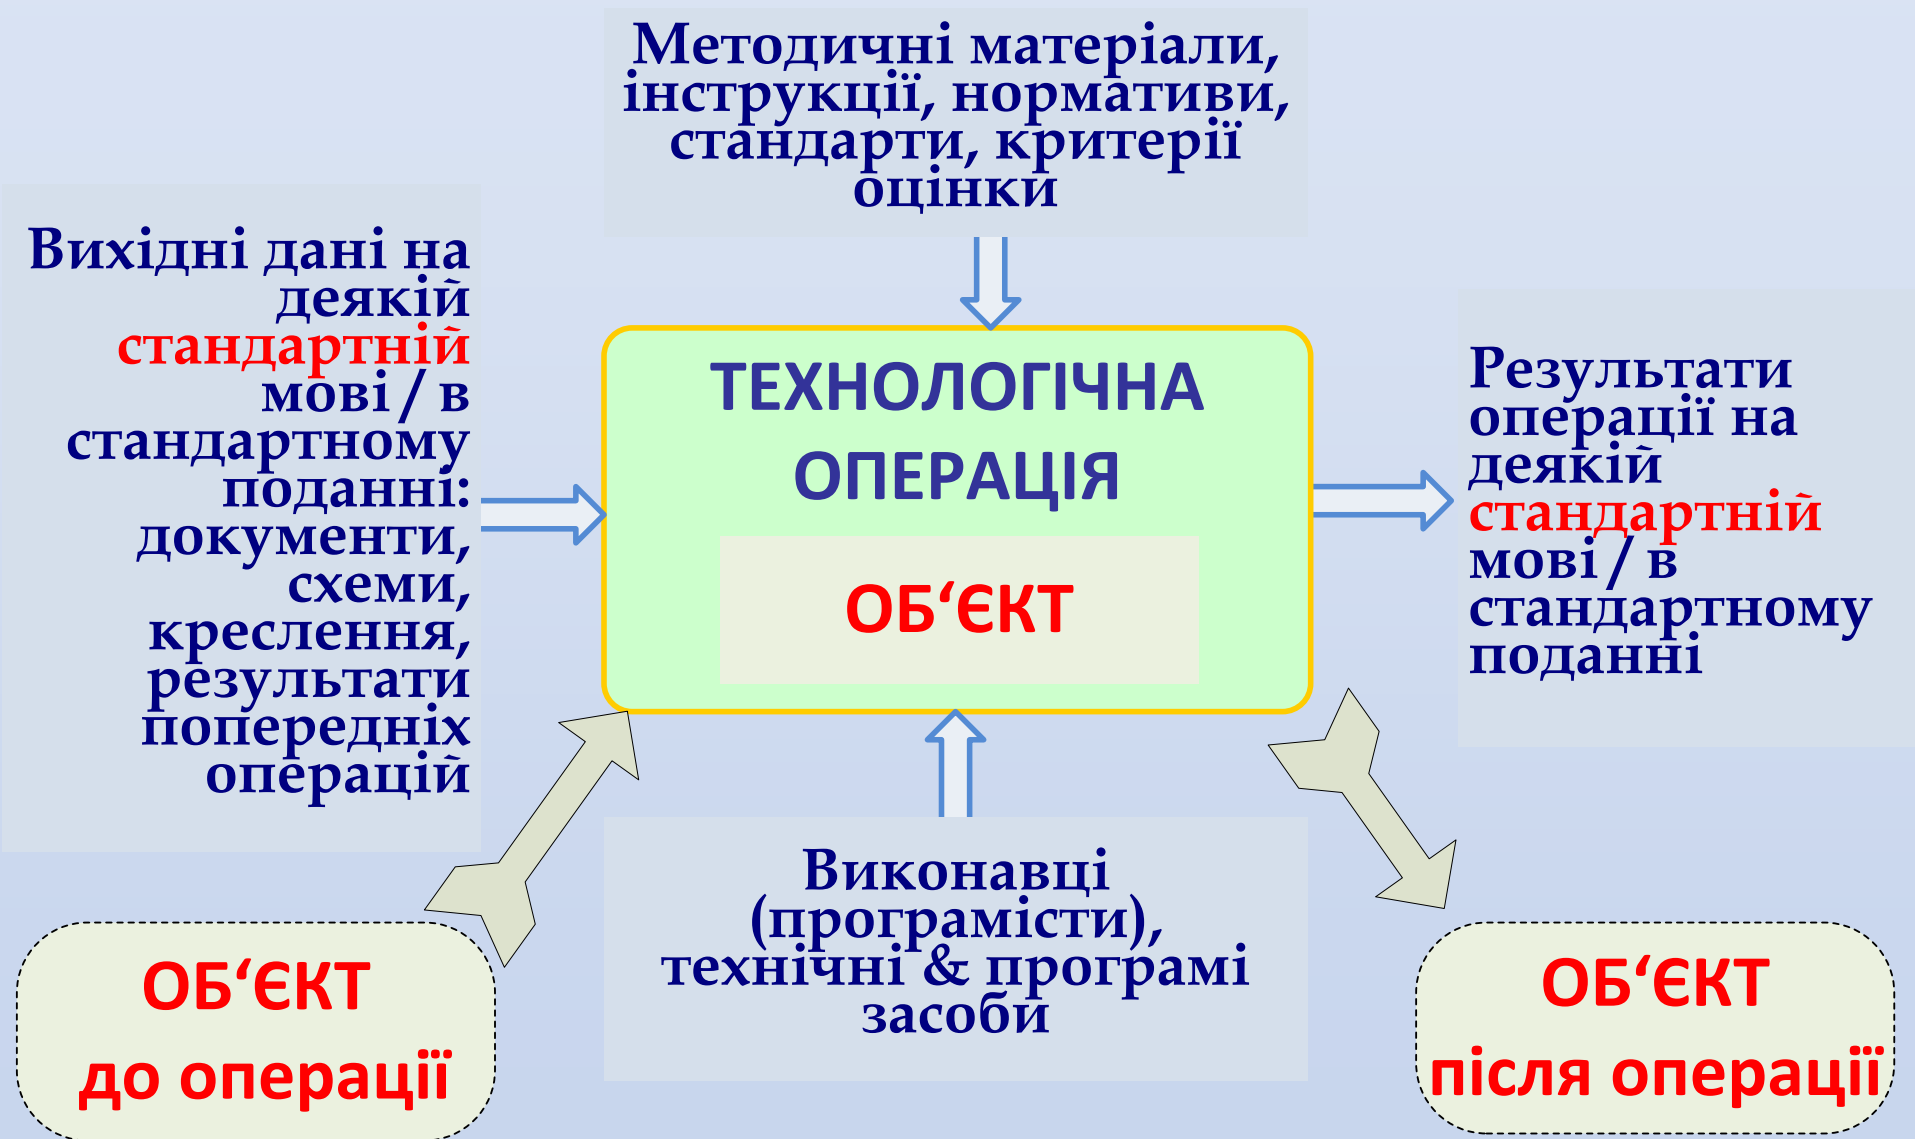 Методичні матеріали,
інструкції, нормативи,
стандарти, критерії
оцінки
Вихідні дані на
деякій
стандартній
мові / в
стандартному
поданні:
документи,
схеми,
креслення,
результати
попередніх
операцій
ТЕХНОЛОГІЧНА
ОПЕРАЦІЯ
ОБ‘ЄКТ
Результати
операції на
деякій
стандартній
мові / в
стандартному
поданні
Виконавці
(програмісти),
технічні & програмі
засоби
ОБ‘ЄКТ
до операції
ОБ‘ЄКТ
після операції